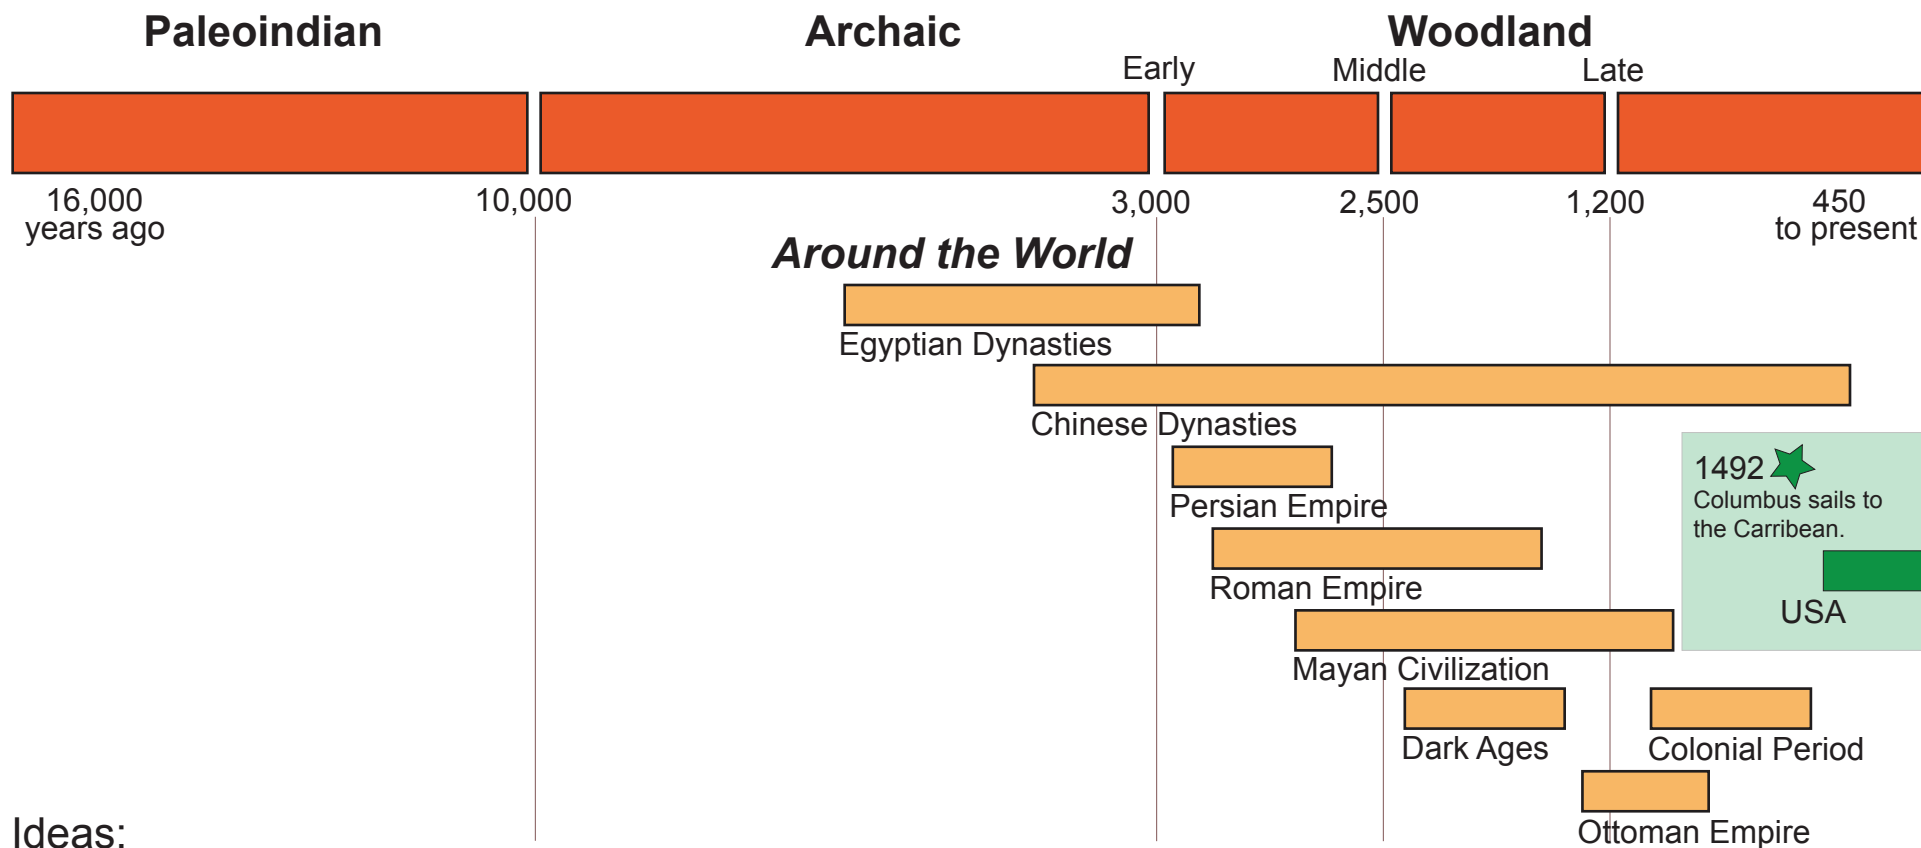 Paleoindian Archaic Woodland
Early Middle Late
16,000 10,000 3,000 2,500 1,200 450
years ago to present
Around the World
Egyptian Dynasties
Chinese Dynasties
1492
Columbus sails to
the Carribean.
Persian Empire
Roman Empire
USA
Mayan Civilization
Dark Ages Colonial Period
Ottoman Empire
Ideas: